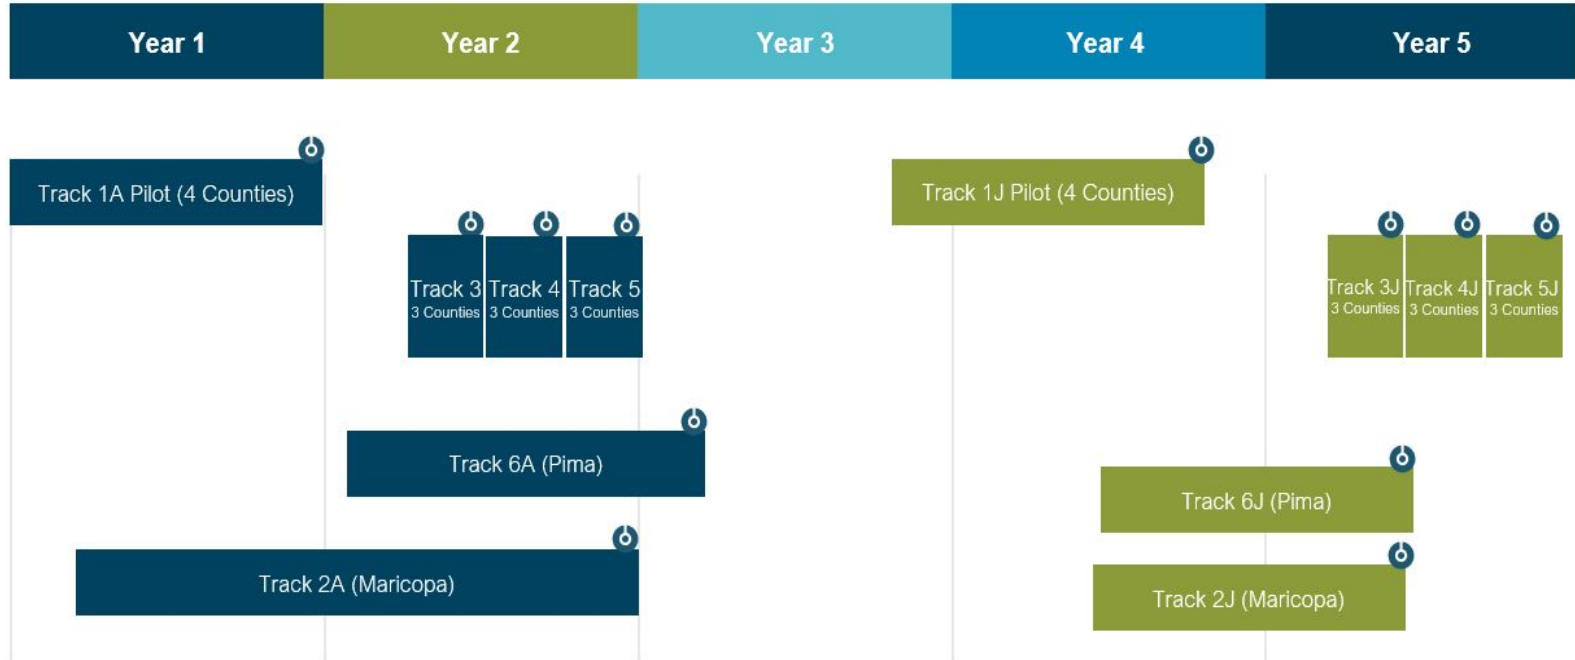 Year 1
Year 2
Year 3
Year 4
Year 5
Track 1A Pilot (4 Counties)
Track 1J Pilot (4 Counties)
Track 3
3 Counties
Track 4
3 Counties
Track 5
3 Counties
Track 3J
3 Counties
Track 4J
3 Counties
Track 5J
3 Counties
Track 6A (Pima)
Track 6J (Pima)
Track 2A (Maricopa)
Track 2J (Maricopa)